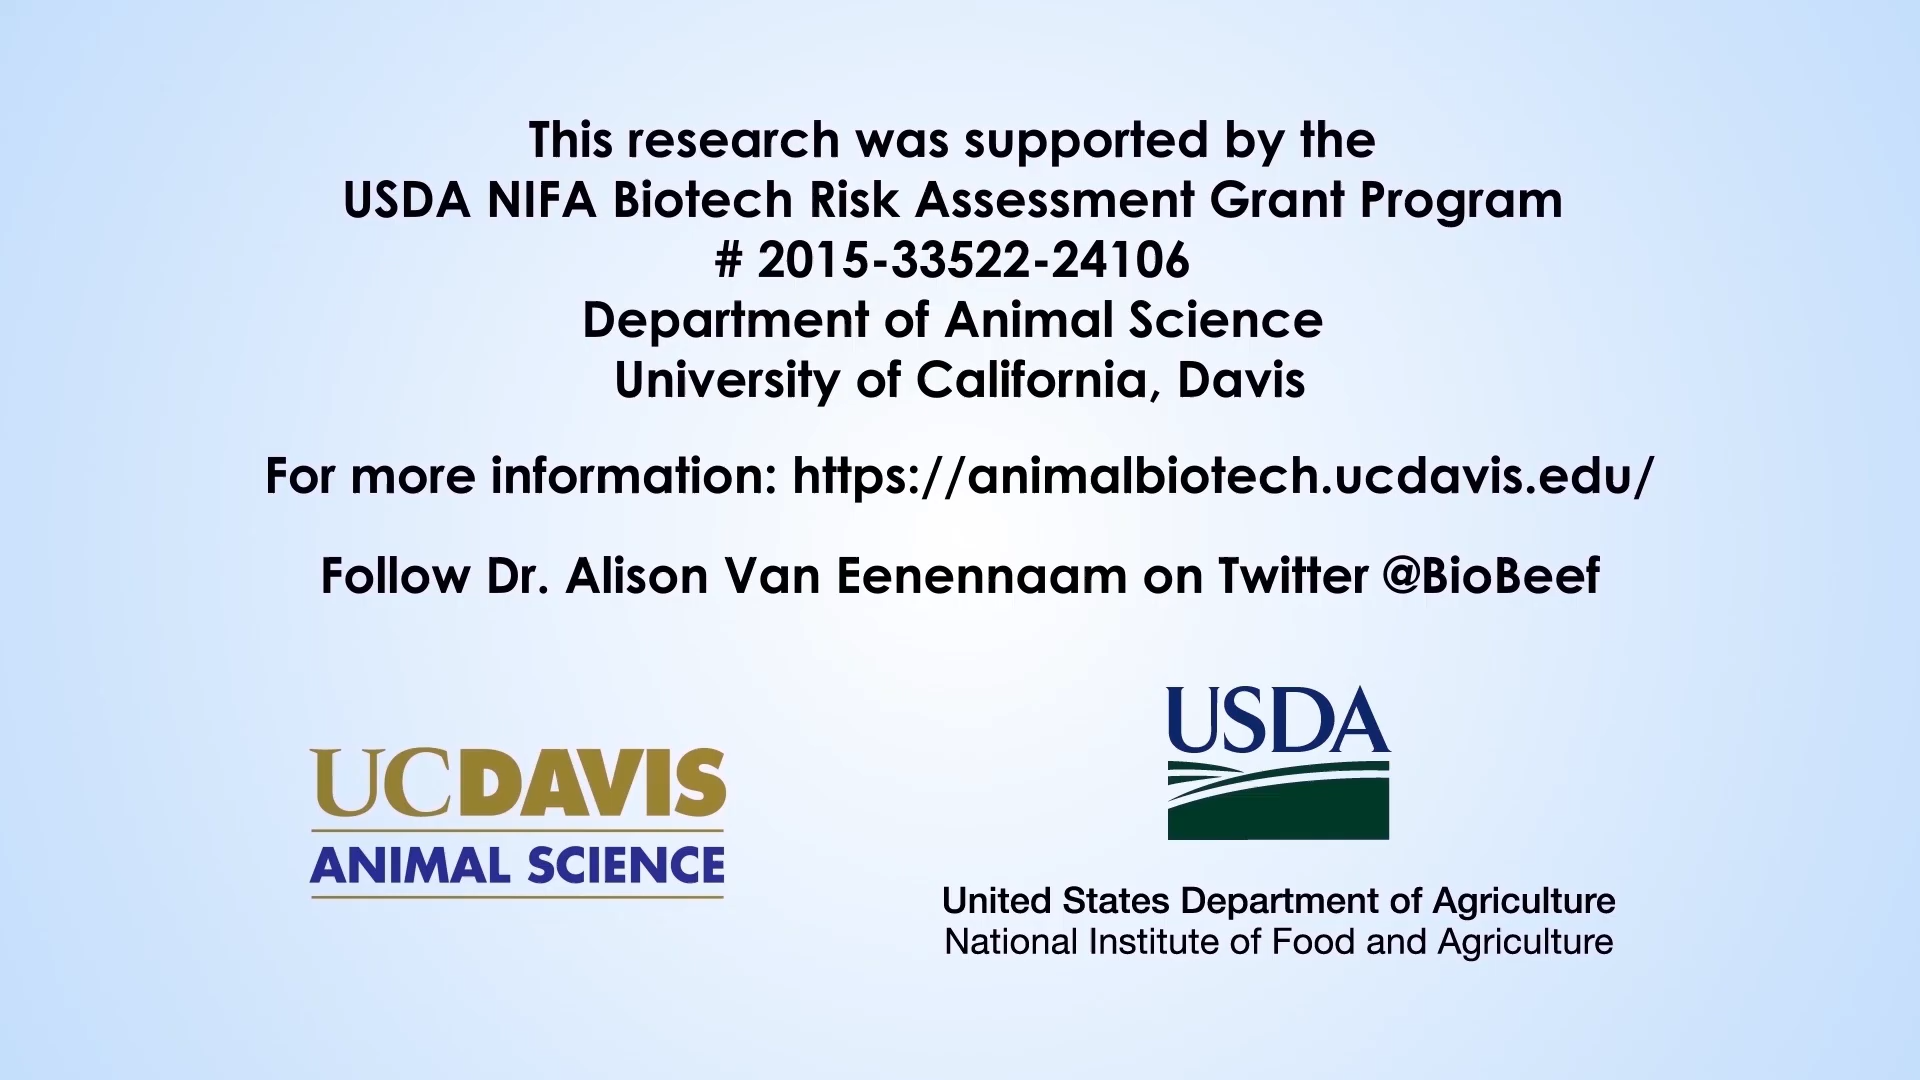 This research was supported by the
USDA NIFA Biotech Risk Assessment Grant Program
# 2015-33522-24106
Department of Animal Science
University of California, Davis
For more information: https://animalbiotech.ucdavis.edu/
Follow Dr. Alison Van Eenennaam on Twitter @BioBeef
UCDAVIS
ANIMAL SCIENCE
USDA
United States Department of Agriculture
National Institute of Food and Agriculture